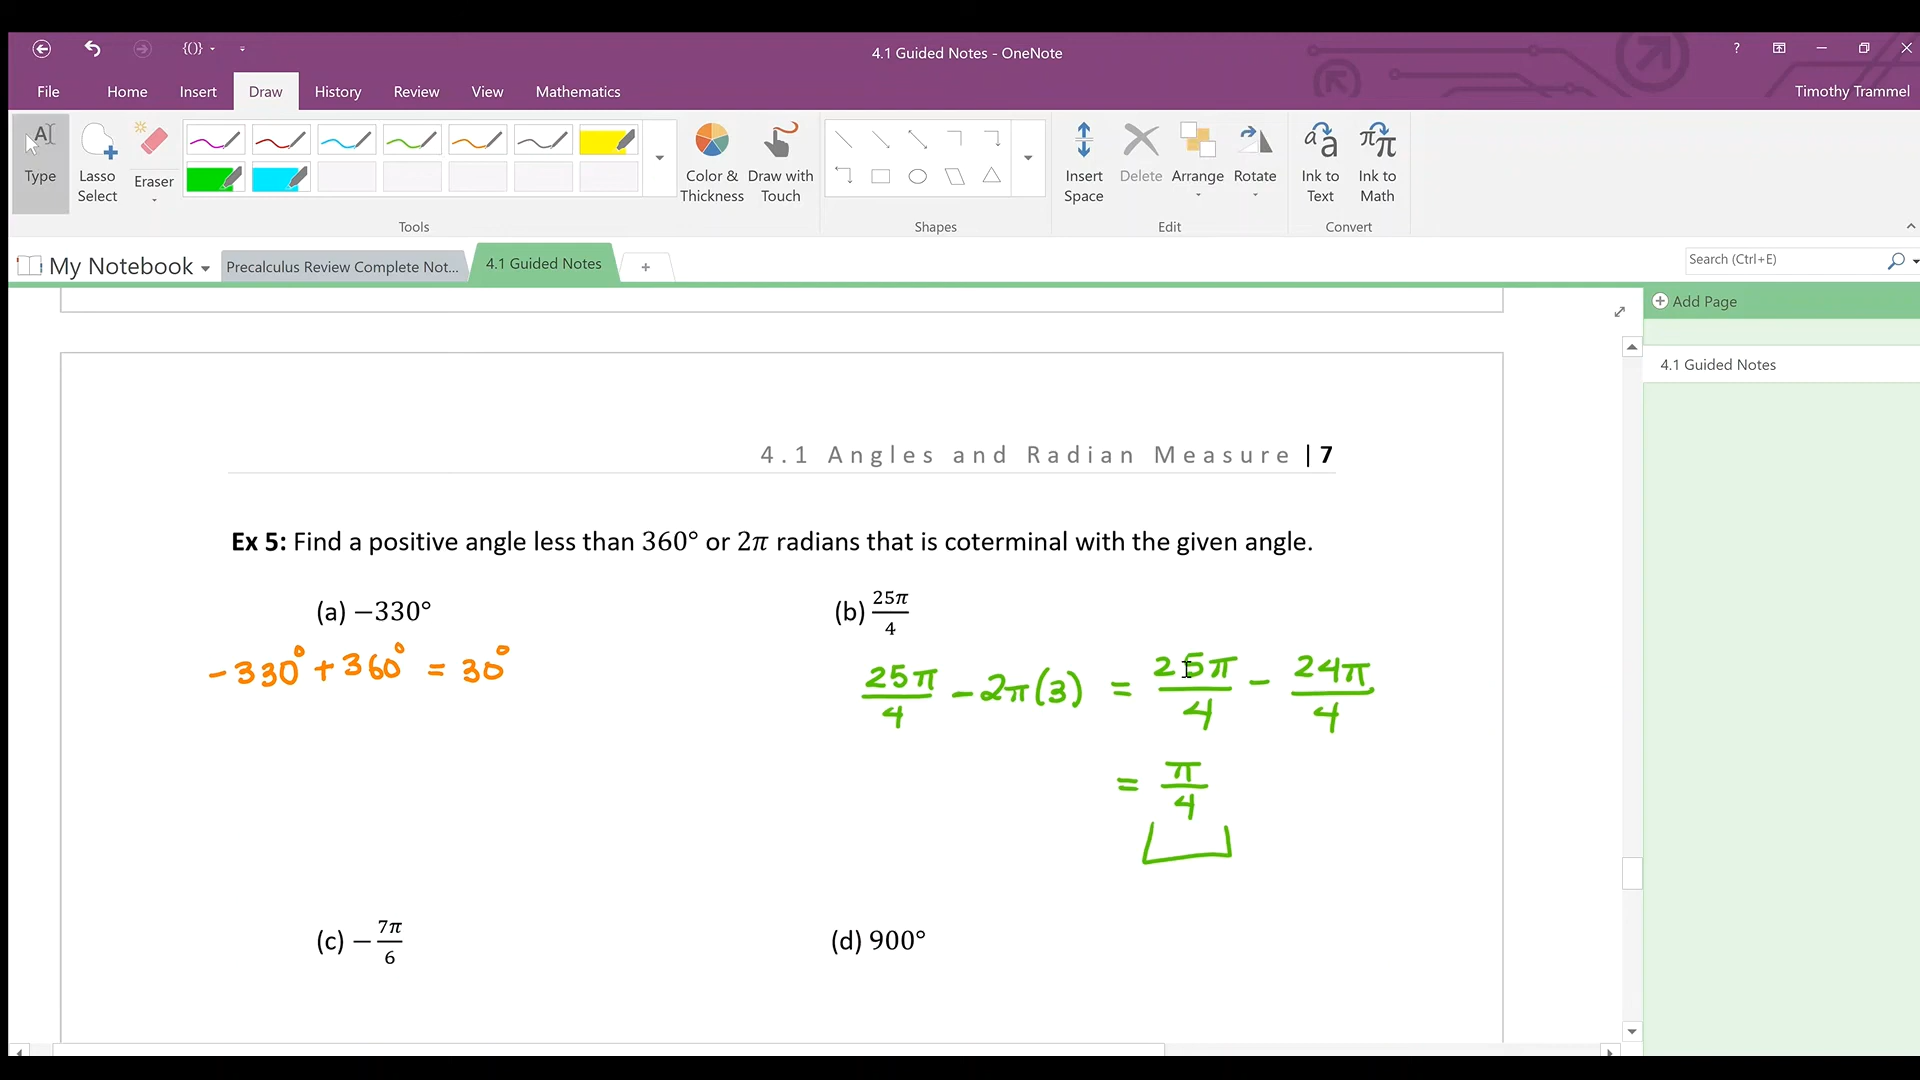 4.1 Guided Notes - OneNote
File Home Insert Draw History Review View Mathematics
Timothy Trammel
Type
Lasso Select
Eraser
Color & Thickness
Draw with Touch
Insert Space
Delete
Arrange
Rotate
Ink to Text
Ink to Math
Tools
Shapes
Edit
Convert
My Notebook
Precalculus Review Complete Not...
4.1 Guided Notes
Search (Ctrl+E)
Add Page
4.1 Guided Notes
4.1 Angles and Radian Measure | 7
Ex 5: Find a positive angle less than 360° or 2π radians that is coterminal with the given angle.
(a) −330°
(b) 25π/4
-330° + 360° = 30°
25π/4 - 2π(3) = 25π/4 - 24π/4
= π/4
(c) − 7π/6
(d) 900°